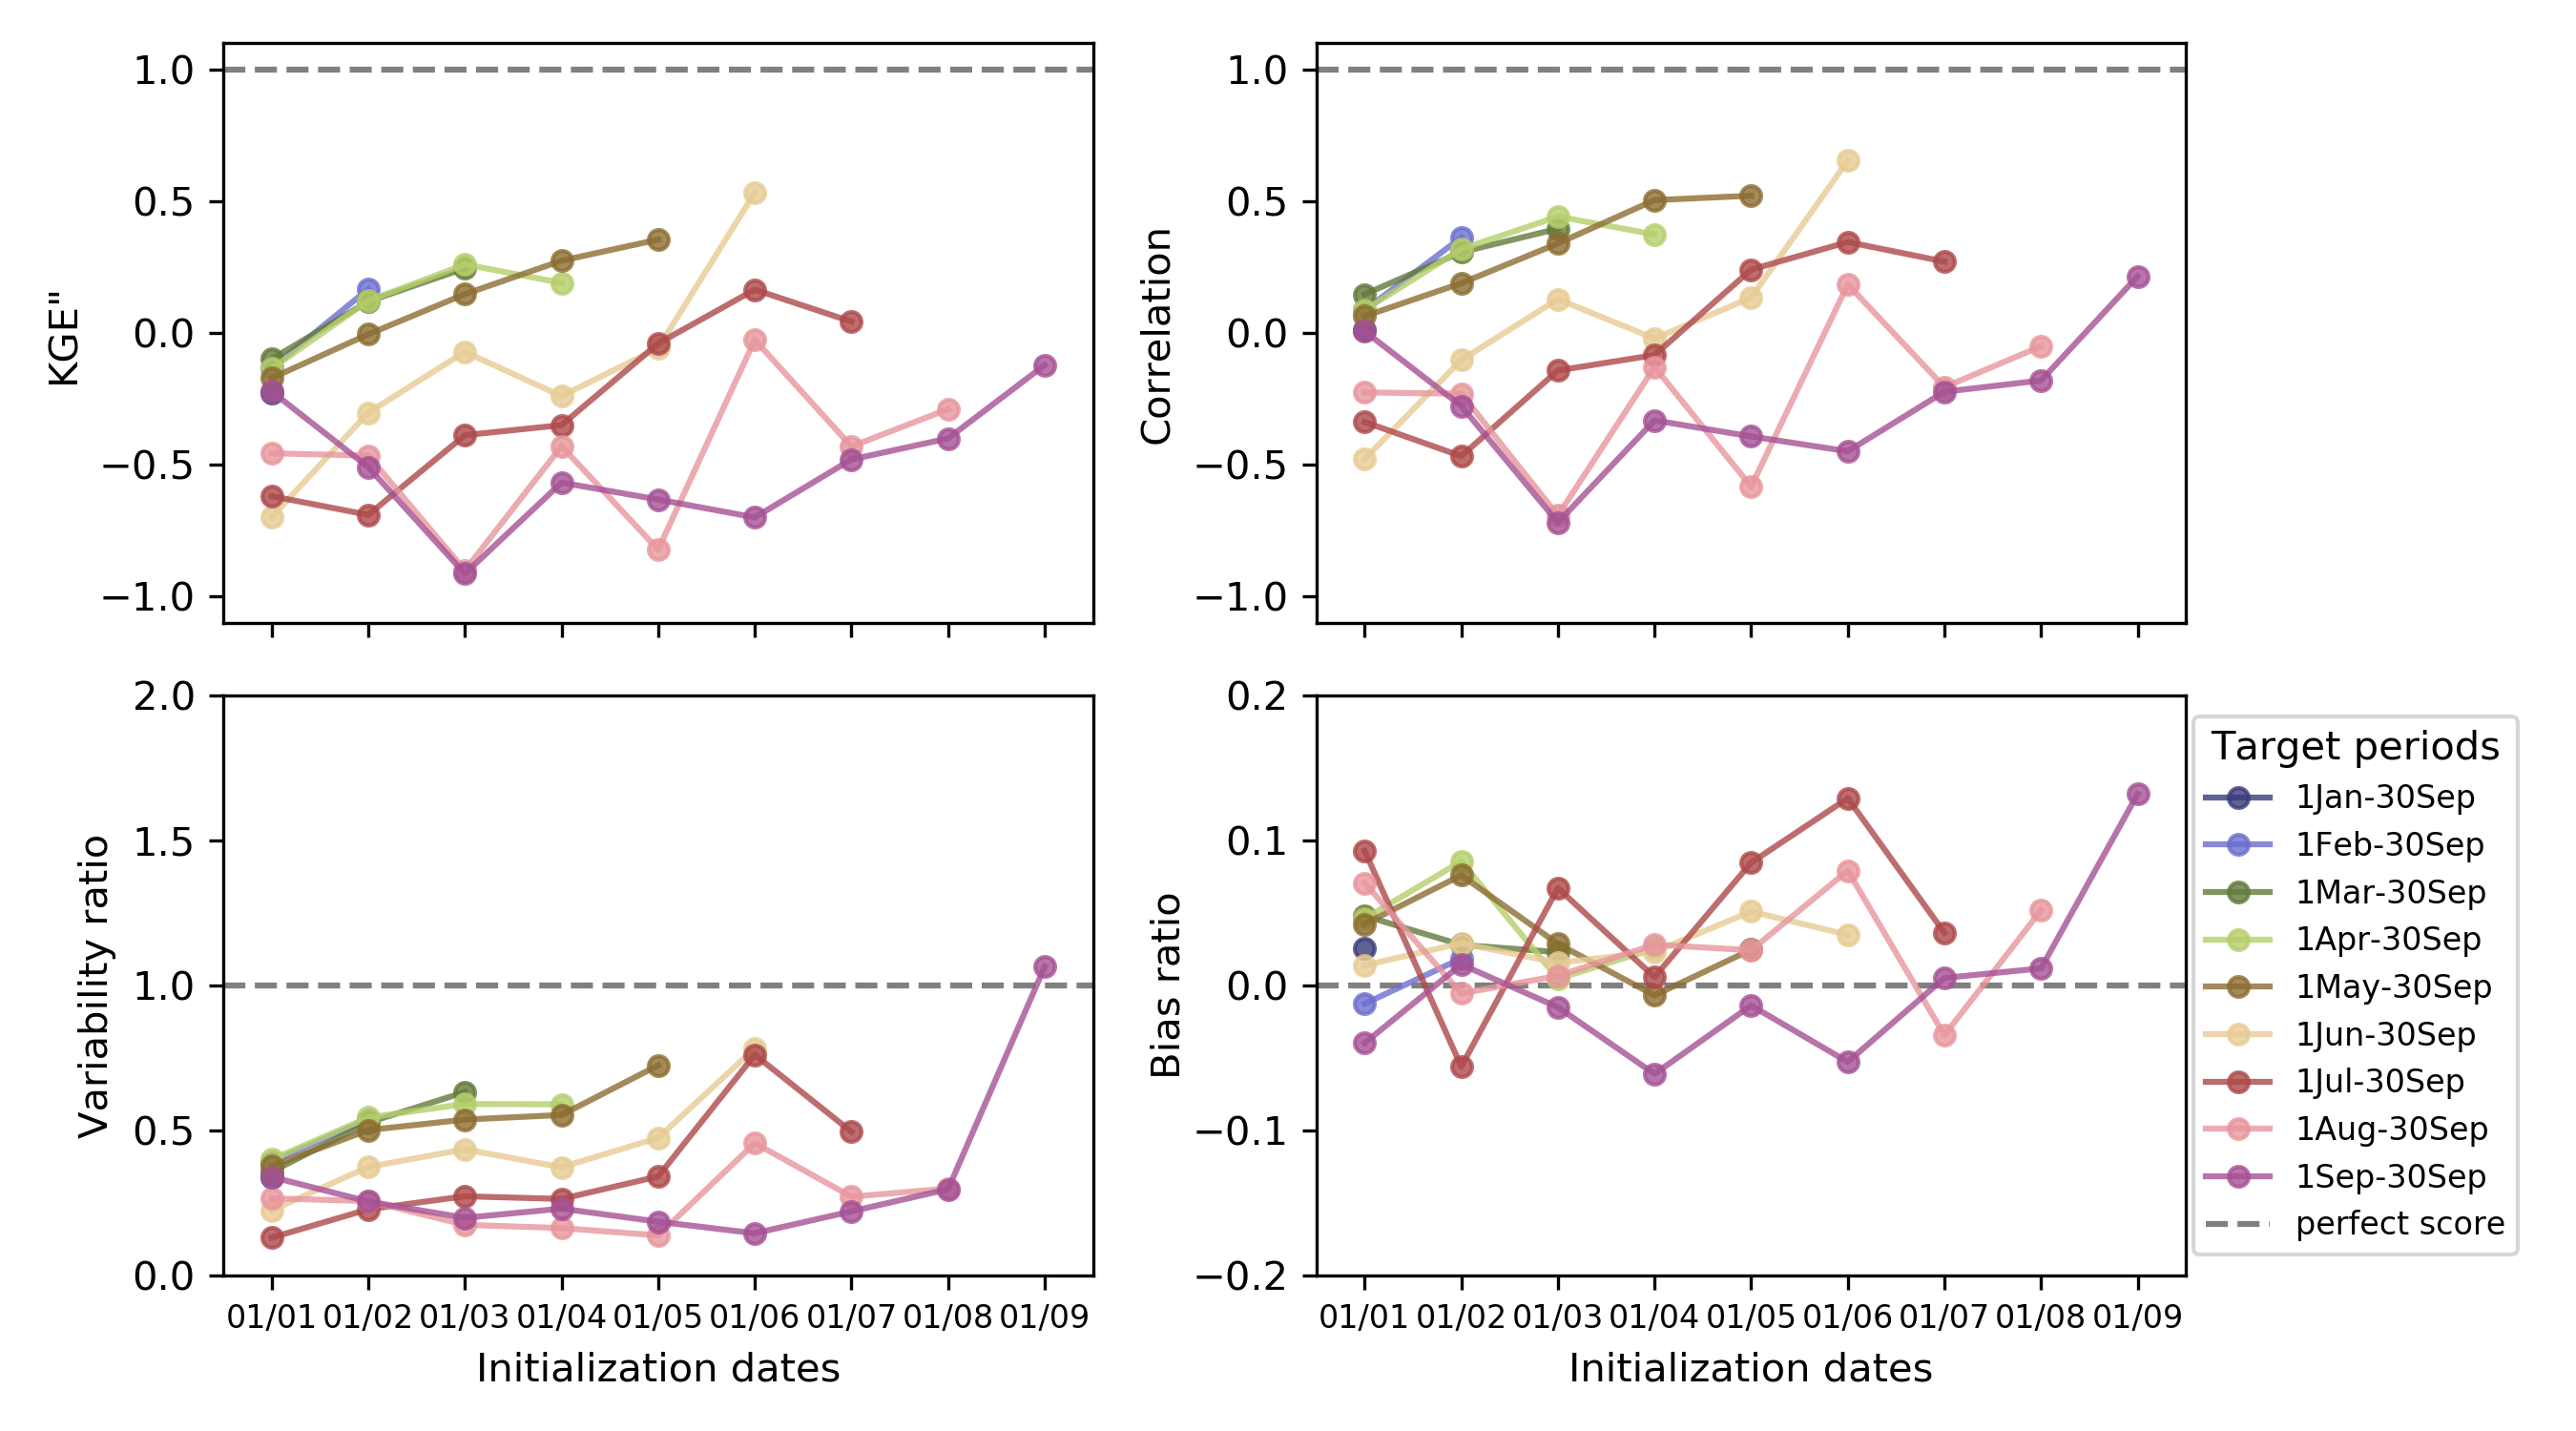 1.0
0.5
0.0
−0.5
−1.0
KGE"
1.0
0.5
0.0
−0.5
−1.0
Correlation
2.0
1.5
1.0
0.5
0.0
Variability ratio
01/01 01/02 01/03 01/04 01/05 01/06 01/07 01/08 01/09
Initialization dates
0.2
0.1
0.0
−0.1
−0.2
Bias ratio
01/01 01/02 01/03 01/04 01/05 01/06 01/07 01/08 01/09
Initialization dates
Target periods
1Jan-30Sep
1Feb-30Sep
1Mar-30Sep
1Apr-30Sep
1May-30Sep
1Jun-30Sep
1Jul-30Sep
1Aug-30Sep
1Sep-30Sep
perfect score